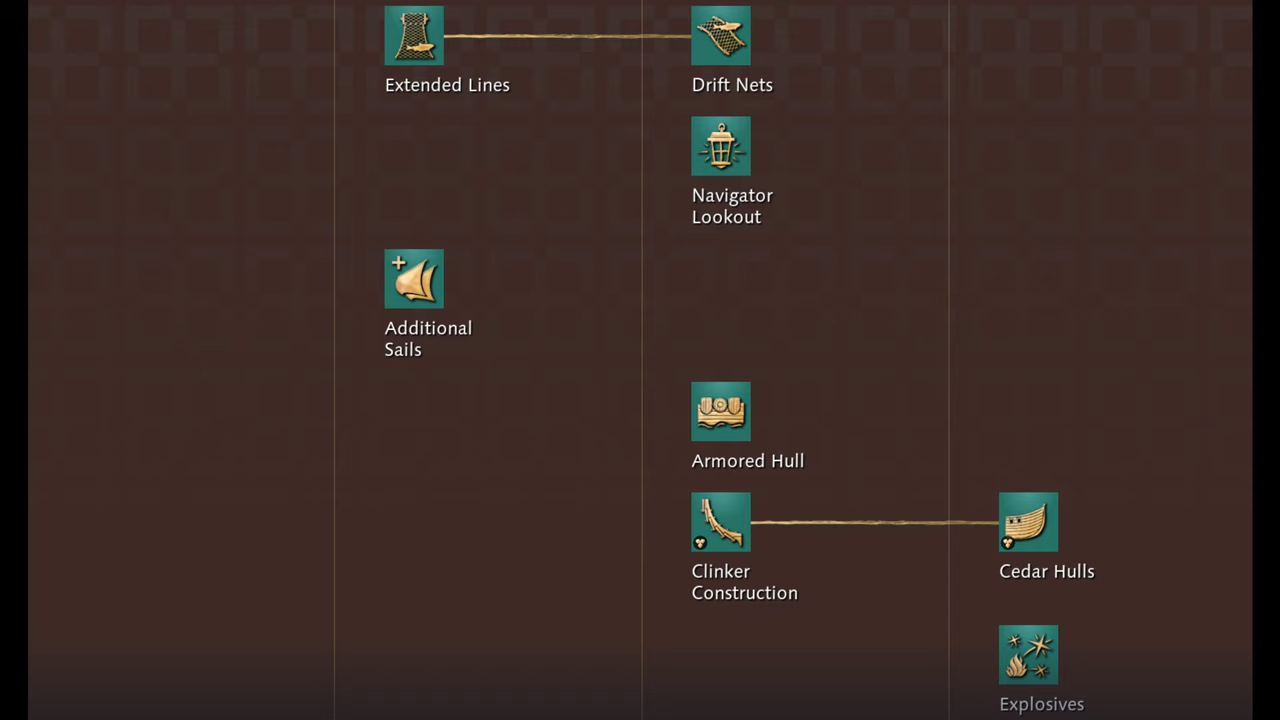 Extended Lines
Drift Nets
Navigator
Lookout
Additional
Sails
Armored Hull
Clinker
Construction
Cedar Hulls
Explosives